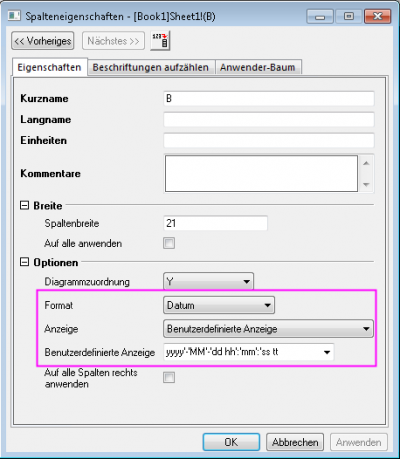 Spalteneigenschaften - [Book1]Sheet1!(B)
<< Vorheriges Nächstes >>
Eigenschaften Beschriftungen aufzählen Anwender-Baum
Kurzname B
Langname
Einheiten
Kommentare
Breite
Spaltenbreite 21
Auf alle anwenden
Optionen
Diagrammzuordnung Y
Format Datum
Anzeige Benutzerdefinierte Anzeige
Benutzerdefinierte Anzeige yyyy'-'MM'-'dd hh':'mm':'ss tt
Auf alle Spalten rechts
anwenden
OK Abbrechen Anwenden